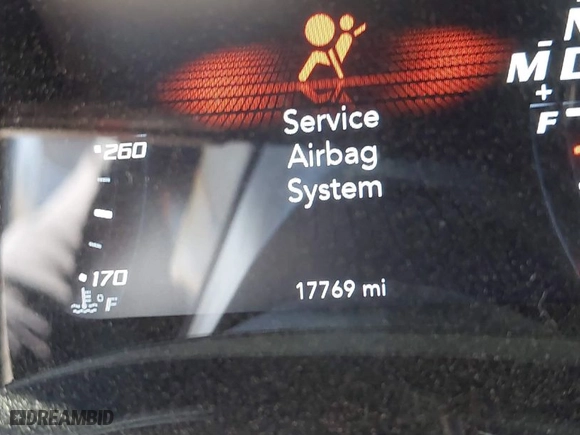 Service
Airbag
System
260
170
°F
17769 mi
N
- M D
+
F
DREAMBID